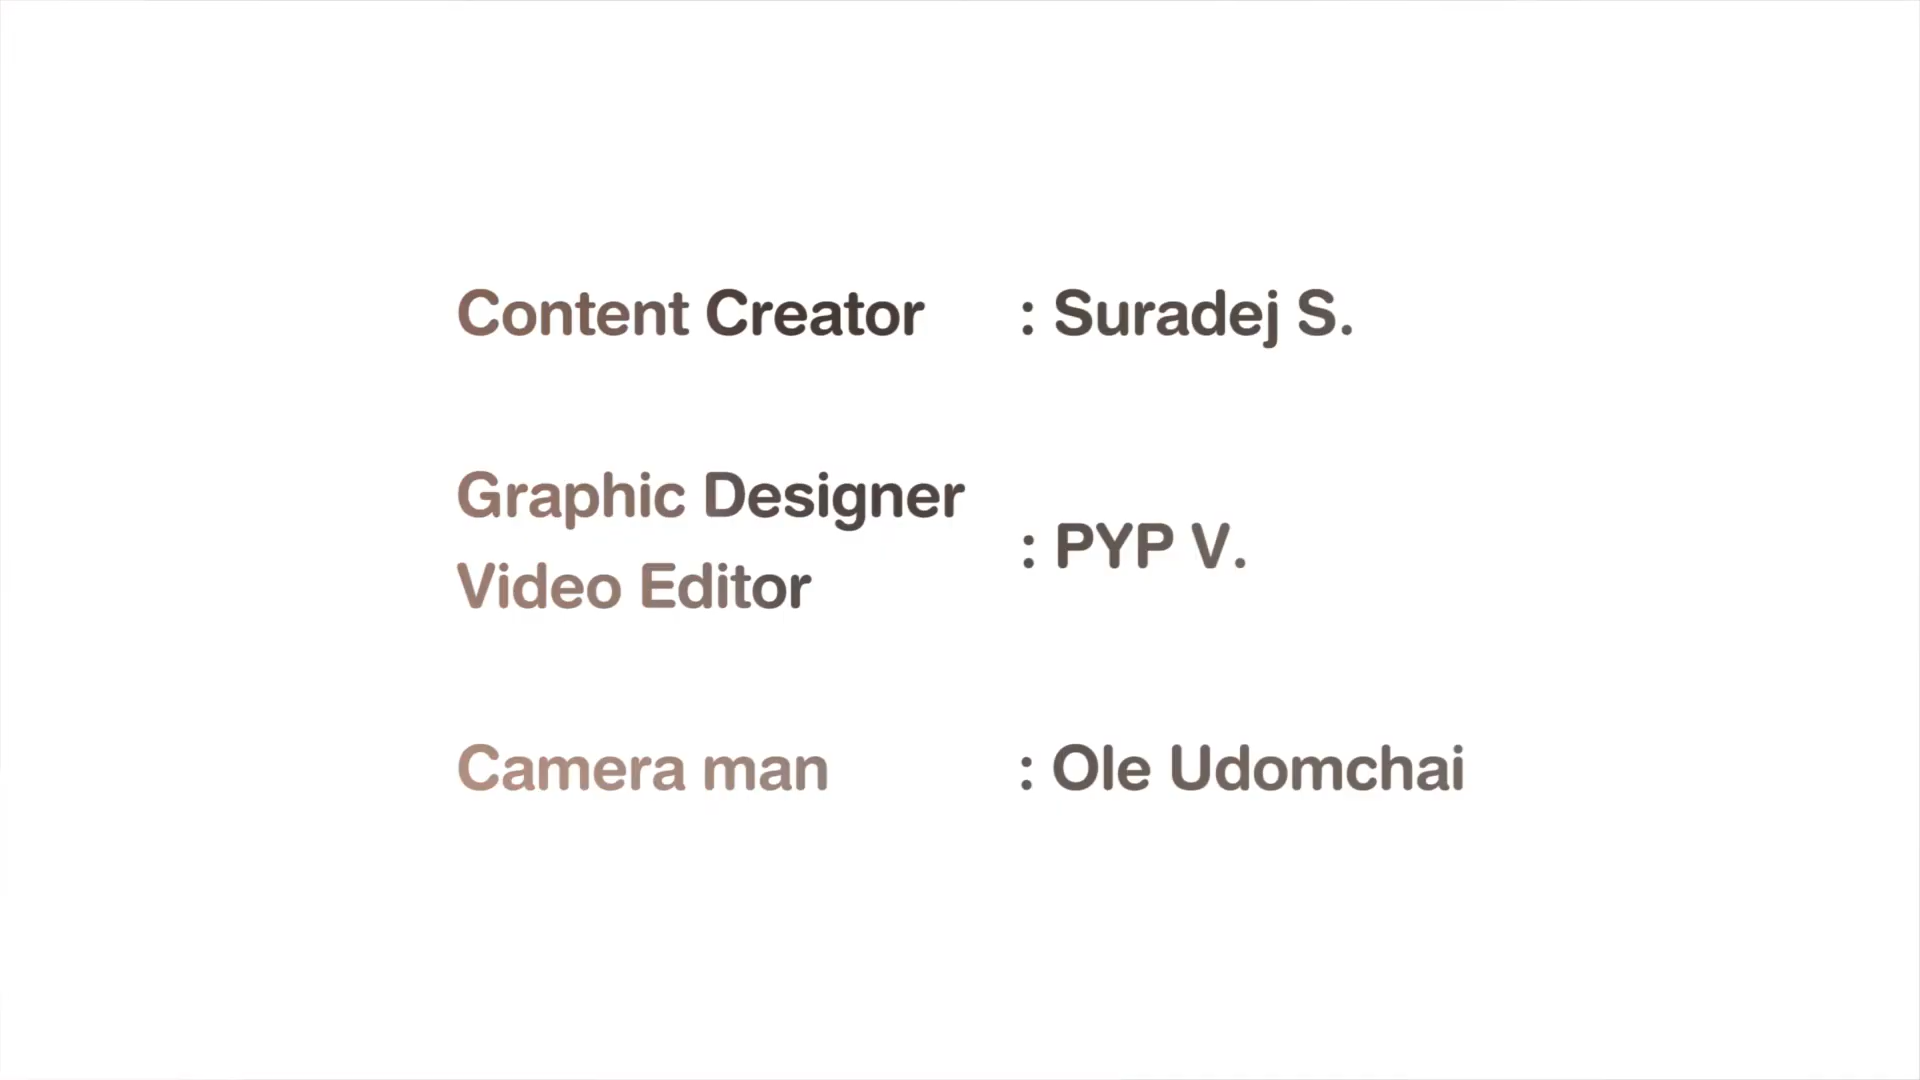 Content Creator : Suradej S.
Graphic Designer
Video Editor : PYP V.
Camera man : Ole Udomchai